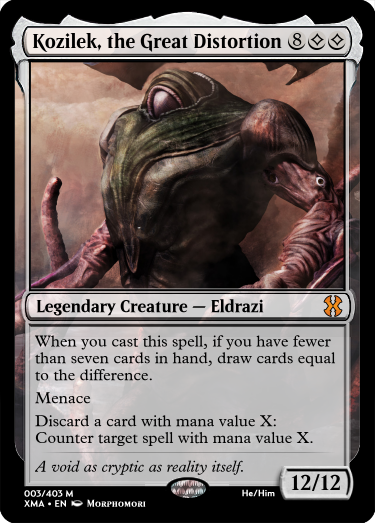 Kozilek, the Great Distortion 8
Legendary Creature — Eldrazi
When you cast this spell, if you have fewer
than seven cards in hand, draw cards equal
to the difference.
Menace
Discard a card with mana value X:
Counter target spell with mana value X.
A void as cryptic as reality itself.
12/12
003/403 M
He/Him
XMA • EN Morphomori